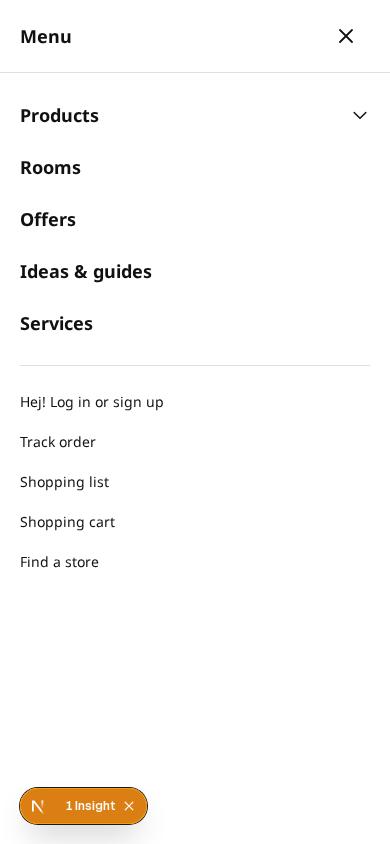 Menu
Products
Rooms
Offers
Ideas & guides
Services
Hej! Log in or sign up
Track order
Shopping list
Shopping cart
Find a store
1 Insight